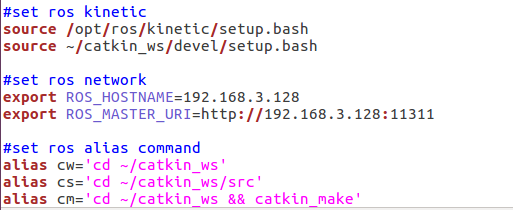 #set ros kinetic
source /opt/ros/kinetic/setup.bash
source ~/catkin_ws/devel/setup.bash
#set ros network
export ROS_HOSTNAME=192.168.3.128
export ROS_MASTER_URI=http://192.168.3.128:11311
#set ros alias command
alias cw='cd ~/catkin_ws'
alias cs='cd ~/catkin_ws/src'
alias cm='cd ~/catkin_ws && catkin_make'